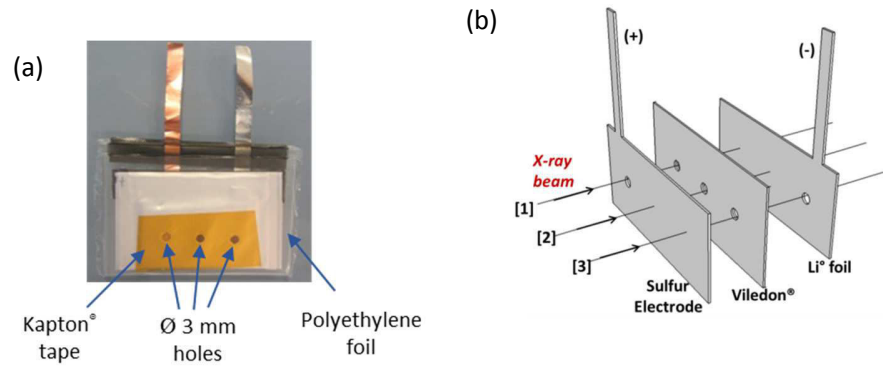 (a)
Kapton®
tape
Ø 3 mm
holes
Polyethylene
foil
(b)
(+)
(-)
X-ray
beam
[1]
[2]
[3]
Sulfur
Electrode
Viledon®
Li° foil